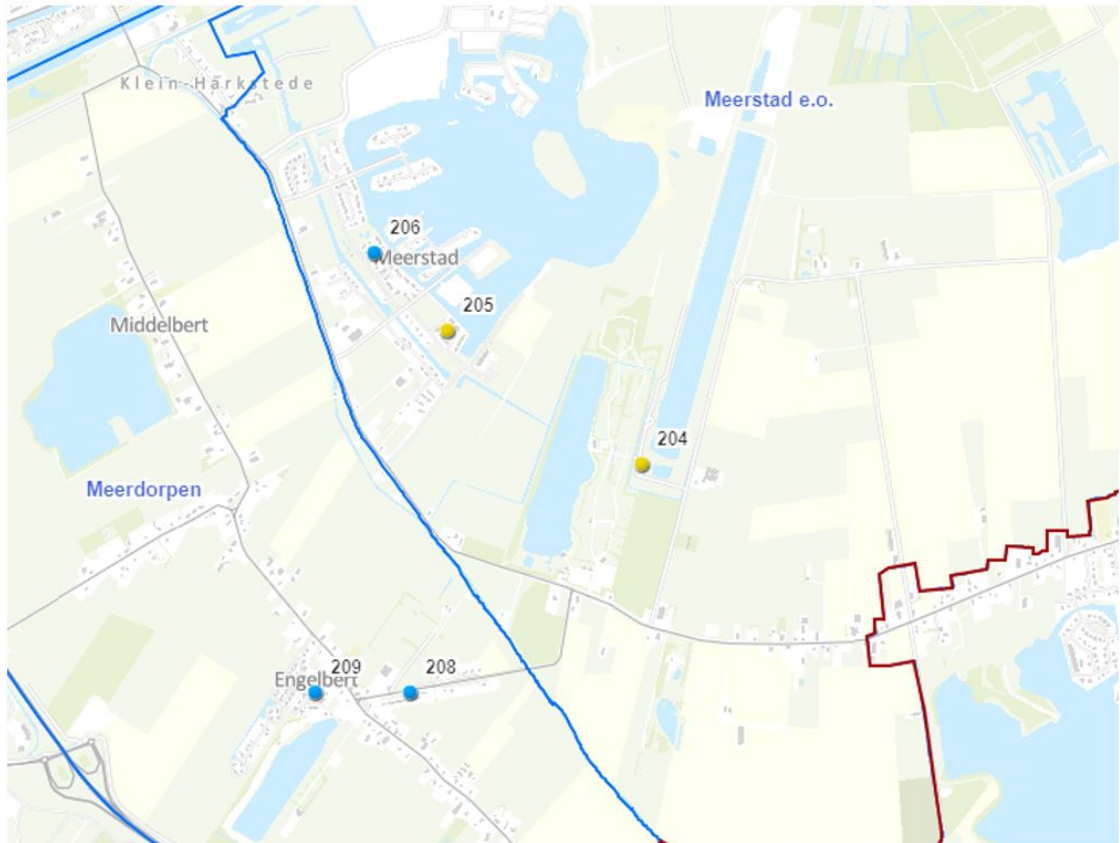 Klein-Harkstede
Meerstad e.o.
206
Meerstad
205
Middelbert
204
Meerdorpen
209
208
Engelbert